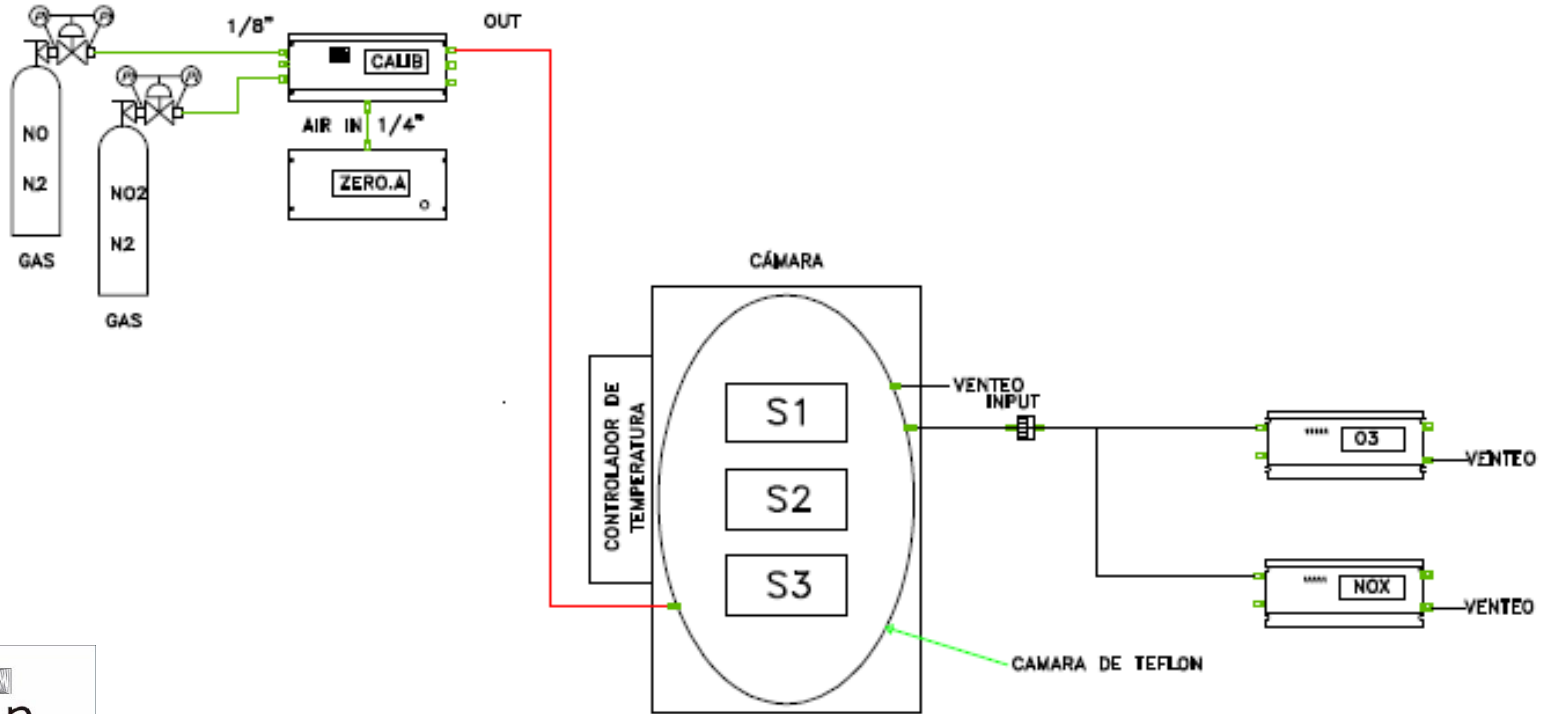 1/8"
OUT
CALIB
AIR IN
1/4"
ZERO.A
NO
N2
GAS
NO2
N2
GAS
CÁMARA
CONTROLADOR DE
TEMPERATURA
S1
S2
S3
VENTEO
INPUT
O3
VENTEO
NOX
VENTEO
CAMARA DE TEFLON